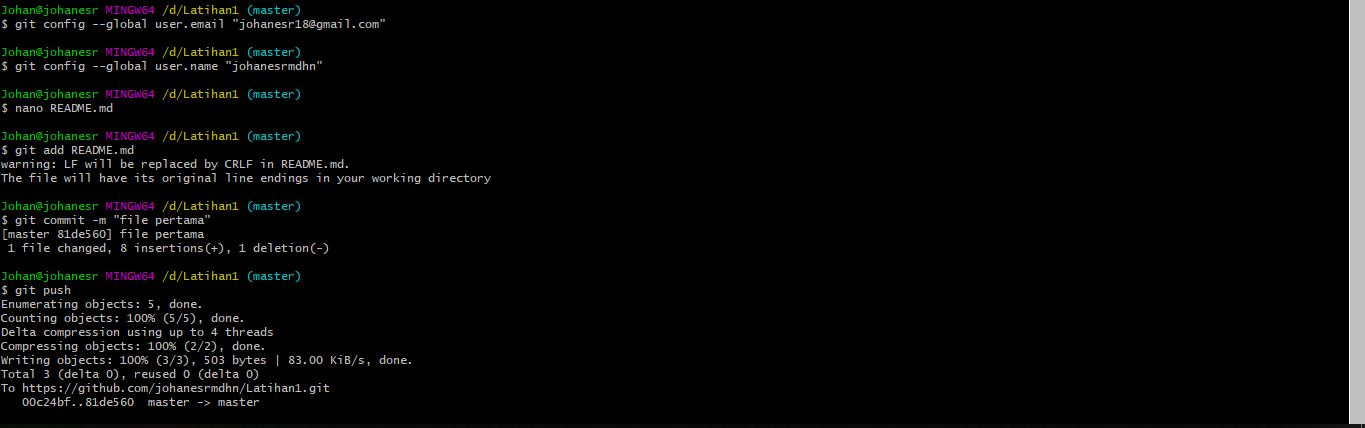 Johan@johanesr MINGW64 /d/Latihan1 (master)
$ git config --global user.email "johanesr18@gmail.com"
Johan@johanesr MINGW64 /d/Latihan1 (master)
$ git config --global user.name "johanesrmdhn"
Johan@johanesr MINGW64 /d/Latihan1 (master)
$ nano README.md
Johan@johanesr MINGW64 /d/Latihan1 (master)
$ git add README.md
warning: LF will be replaced by CRLF in README.md.
The file will have its original line endings in your working directory
Johan@johanesr MINGW64 /d/Latihan1 (master)
$ git commit -m "file pertama"
[master 81de560] file pertama
 1 file changed, 8 insertions(+), 1 deletion(-)
Johan@johanesr MINGW64 /d/Latihan1 (master)
$ git push
Enumerating objects: 5, done.
Counting objects: 100% (5/5), done.
Delta compression using up to 4 threads
Compressing objects: 100% (2/2), done.
Writing objects: 100% (3/3), 503 bytes | 83.00 KiB/s, done.
Total 3 (delta 0), reused 0 (delta 0)
To https://github.com/johanesrmdhn/Latihan1.git
   00c24bf..81de560  master -> master